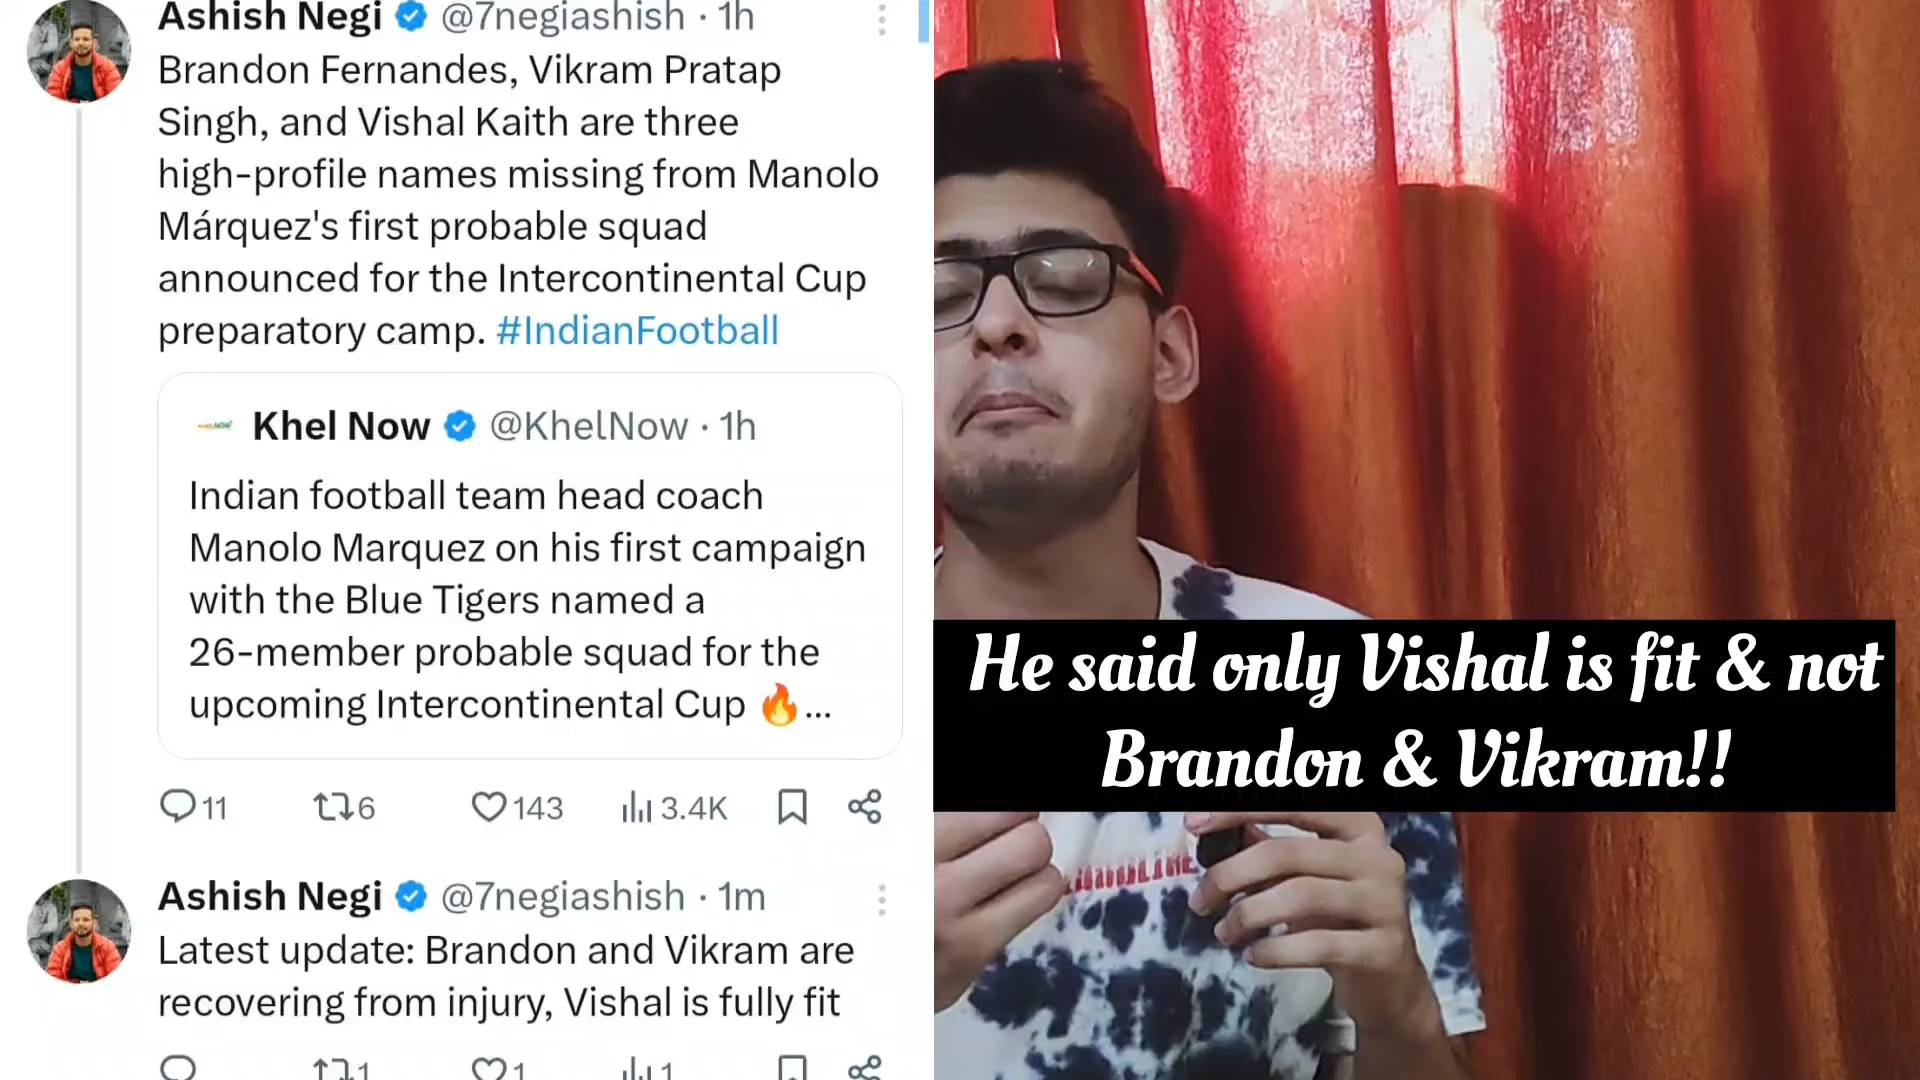 Ashish Negi @7negiashish · 1h
Brandon Fernandes, Vikram Pratap
Singh, and Vishal Kaith are three
high-profile names missing from Manolo
Márquez's first probable squad
announced for the Intercontinental Cup
preparatory camp. #IndianFootball
Khel Now @KhelNow · 1h
Indian football team head coach
Manolo Marquez on his first campaign
with the Blue Tigers named a
26-member probable squad for the
upcoming Intercontinental Cup 🔥...
11 6 143 3.4K
Ashish Negi @7negiashish · 1m
Latest update: Brandon and Vikram are
recovering from injury, Vishal is fully fit
1 1 1
He said only Vishal is fit & not
Brandon & Vikram!!